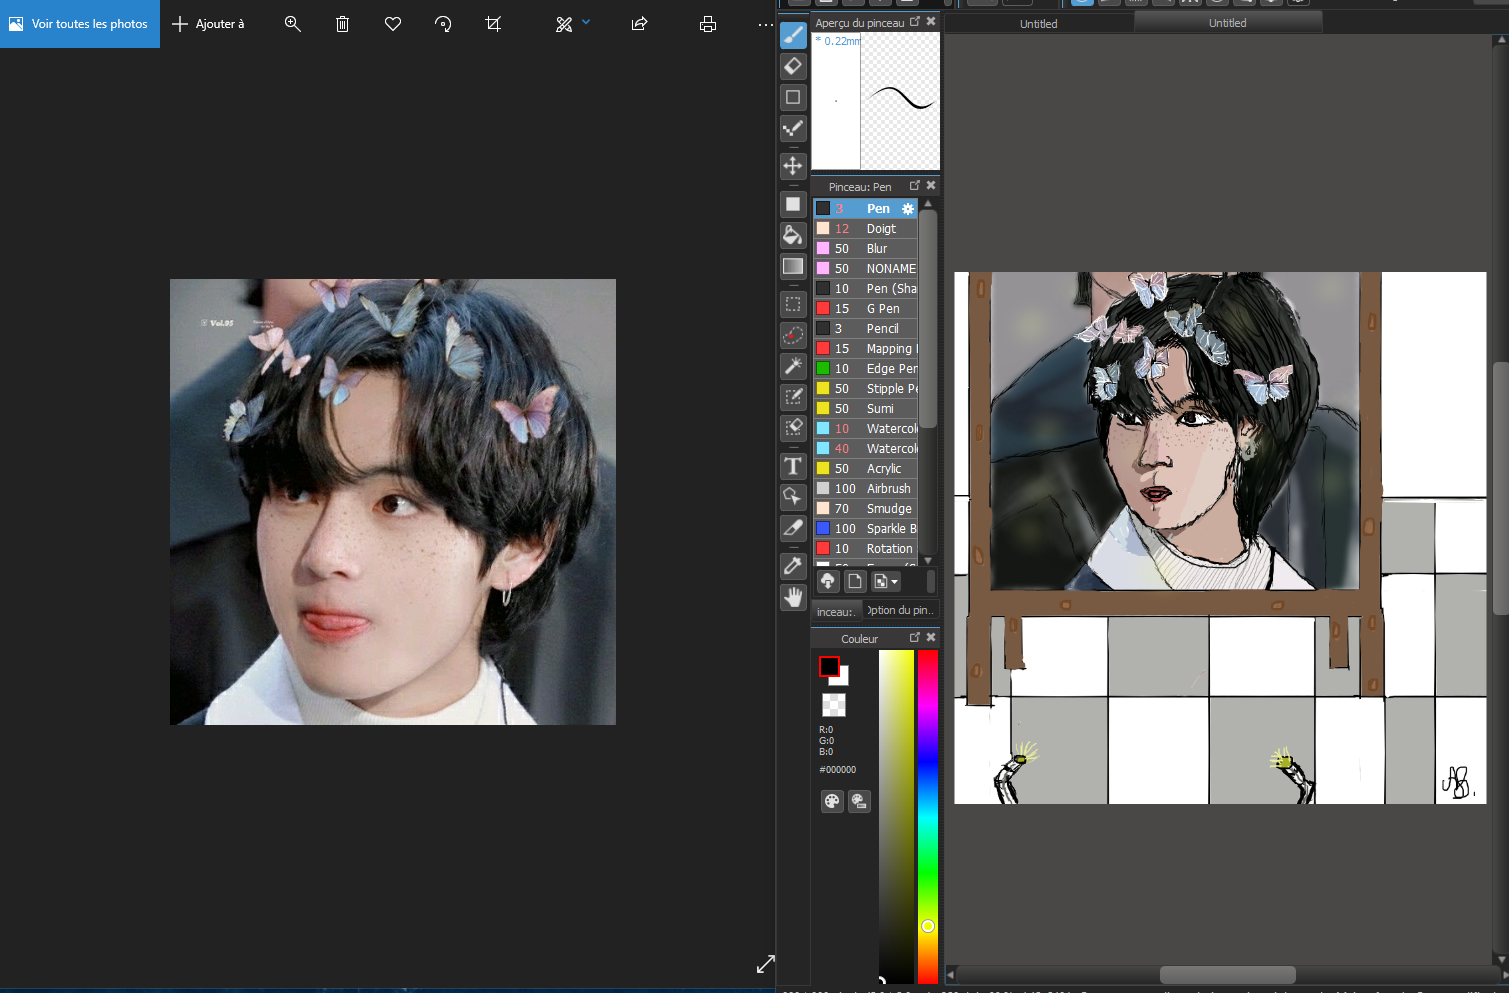 Voir toutes les photos
Ajouter à
Vol.95
Aperçu du pinceau
* 0.22mm
Pinceau: Pen
3 Pen
12 Doigt
50 Blur
50 NONAME
10 Pen (Sha
15 G Pen
3 Pencil
15 Mapping
10 Edge Pen
50 Stipple Pe
50 Sumi
10 Watercol
40 Watercol
50 Acrylic
100 Airbrush
70 Smudge
100 Sparkle B
10 Rotation
inceau:.
Option du pin..
Couleur
R:0
G:0
B:0
#000000
Untitled
Untitled